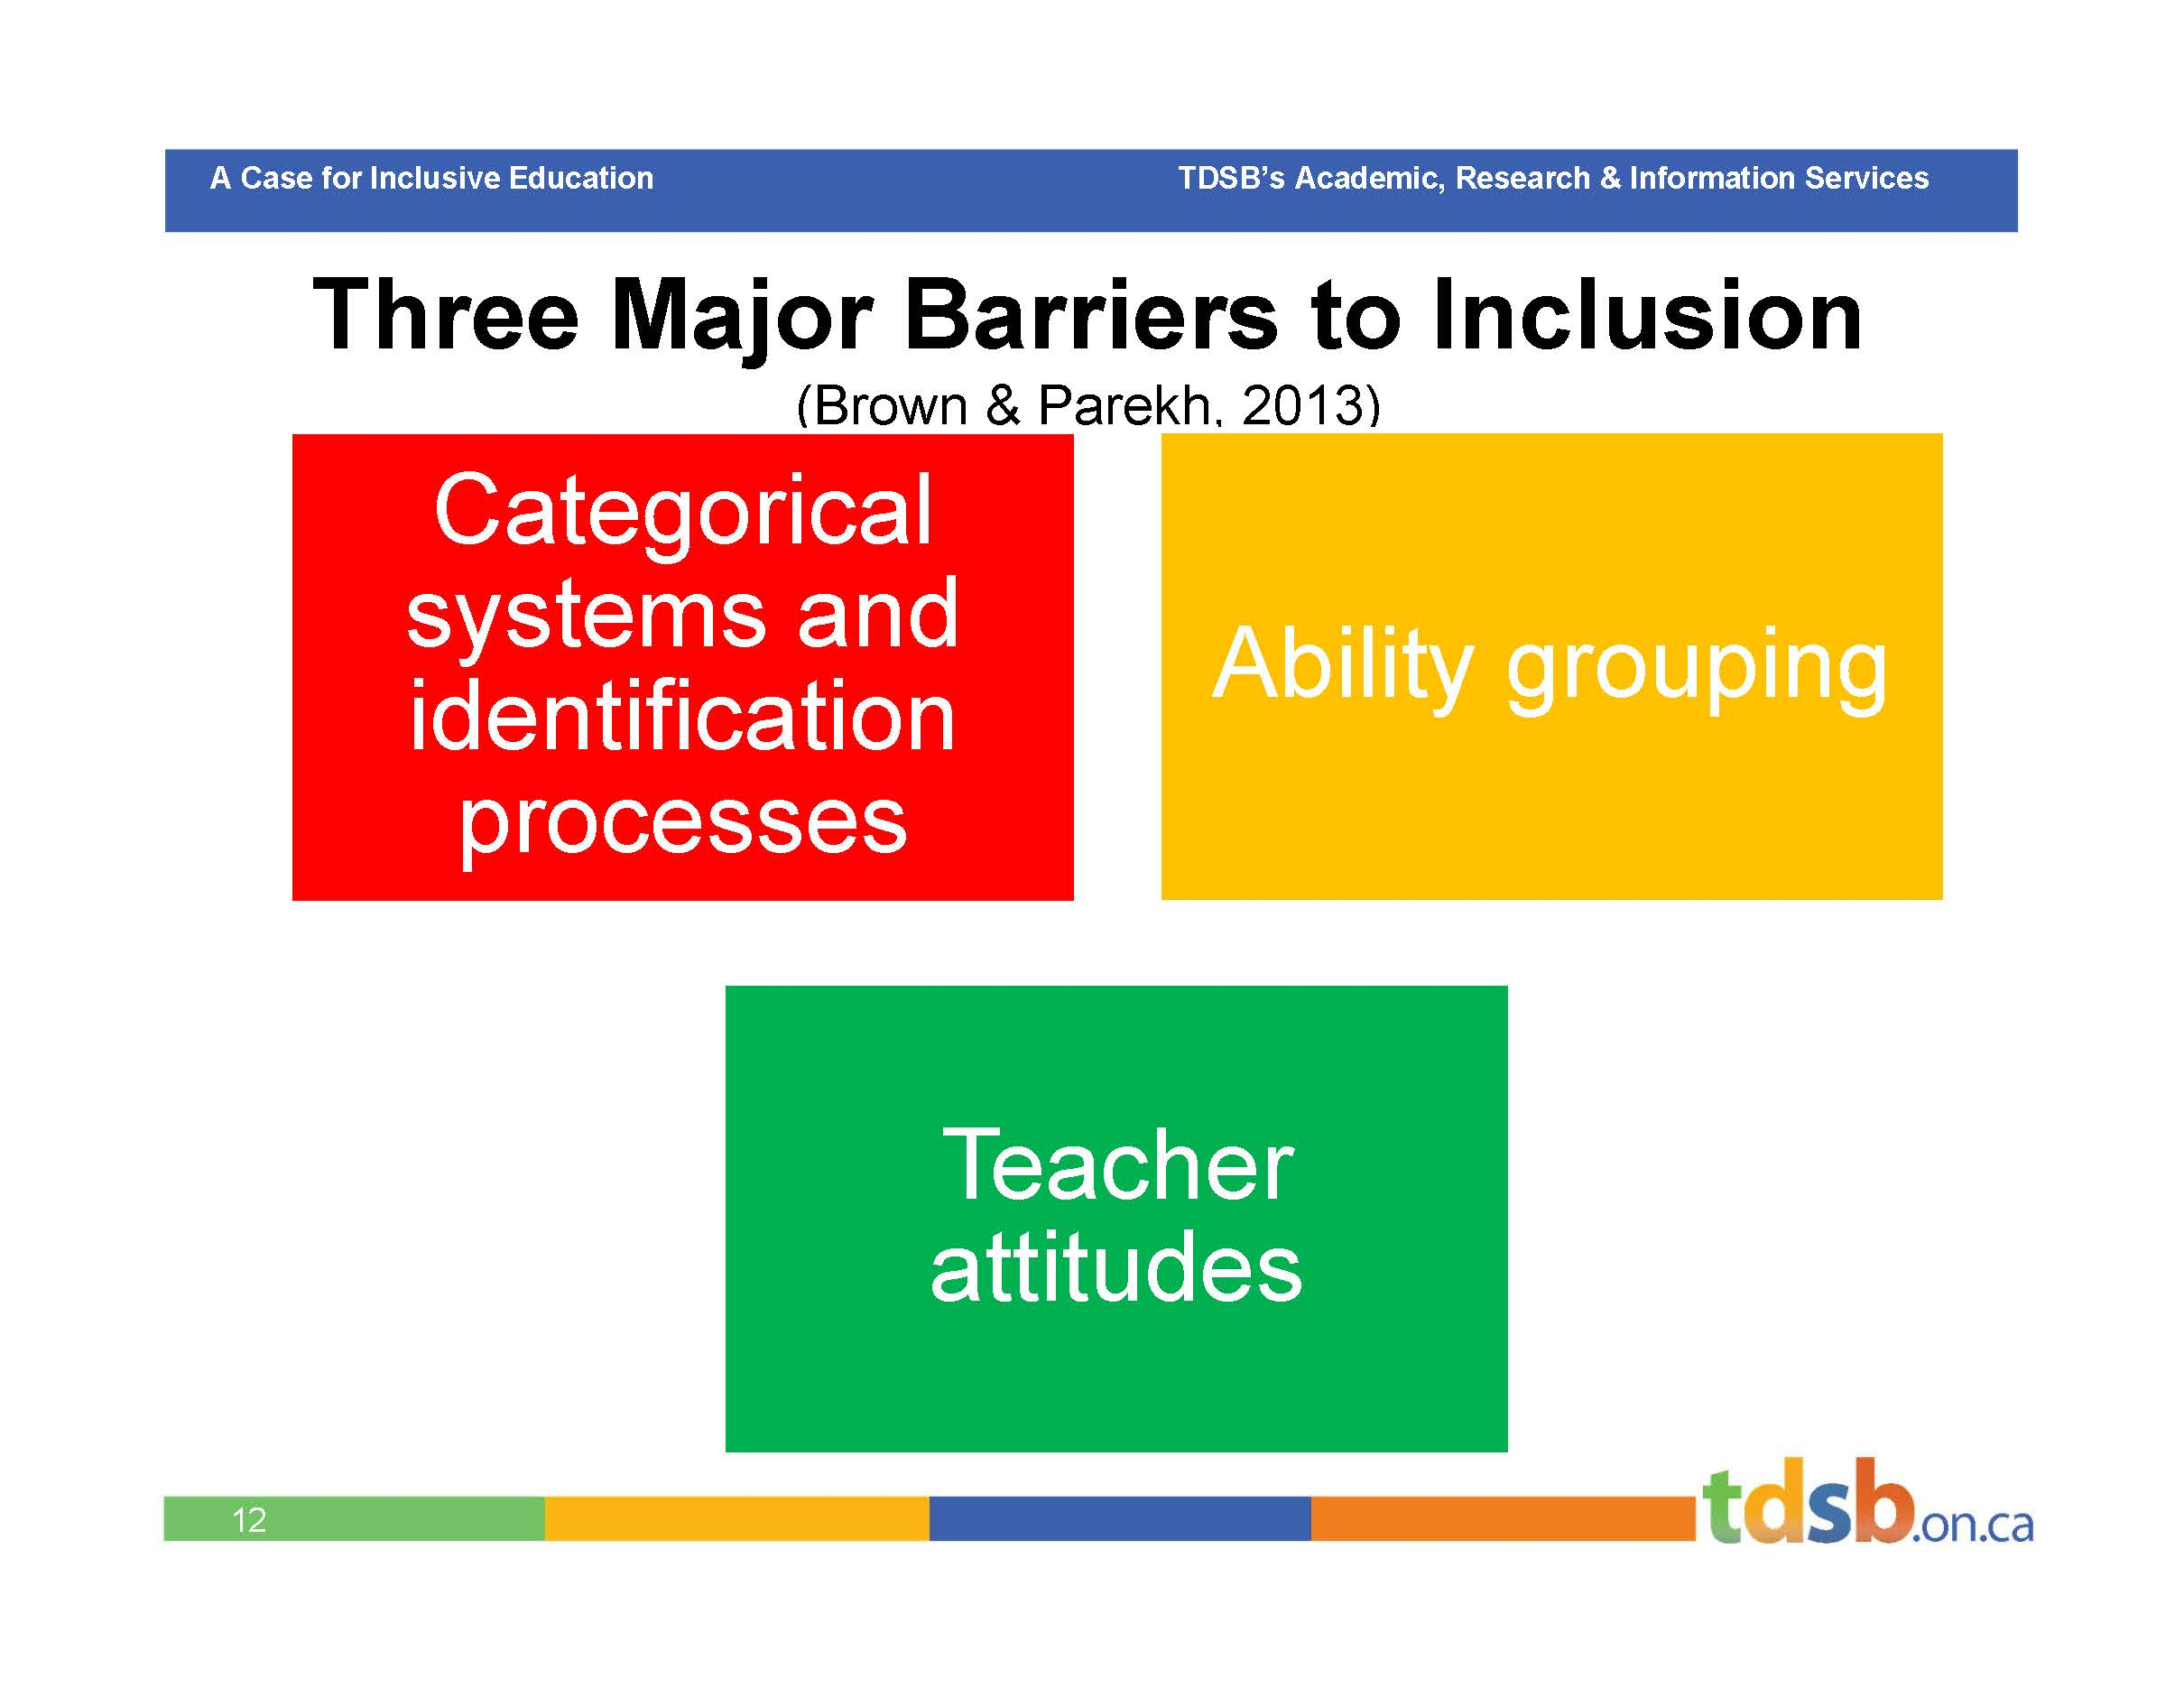 A Case for Inclusive Education
TDSB’s Academic, Research & Information Services
Three Major Barriers to Inclusion
(Brown & Parekh, 2013)
Categorical
systems and
identification
processes
Ability grouping
Teacher
attitudes
12
tdsb.on.ca